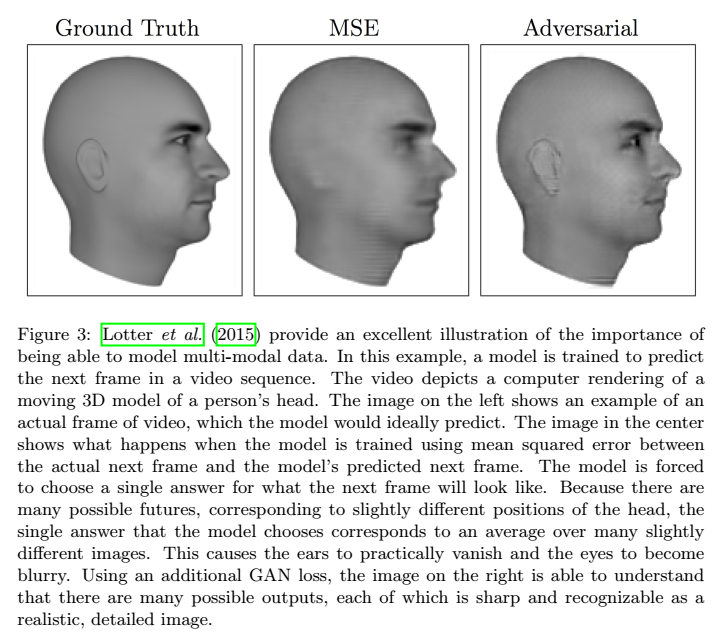 Ground Truth
MSE
Adversarial
Figure 3: Lotter et al. (2015) provide an excellent illustration of the importance of
being able to model multi-modal data. In this example, a model is trained to predict
the next frame in a video sequence. The video depicts a computer rendering of a
moving 3D model of a person's head. The image on the left shows an example of an
actual frame of video, which the model would ideally predict. The image in the center
shows what happens when the model is trained using mean squared error between
the actual next frame and the model's predicted next frame. The model is forced
to choose a single answer for what the next frame will look like. Because there are
many possible futures, corresponding to slightly different positions of the head, the
single answer that the model chooses corresponds to an average over many slightly
different images. This causes the ears to practically vanish and the eyes to become
blurry. Using an additional GAN loss, the image on the right is able to understand
that there are many possible outputs, each of which is sharp and recognizable as a
realistic, detailed image.